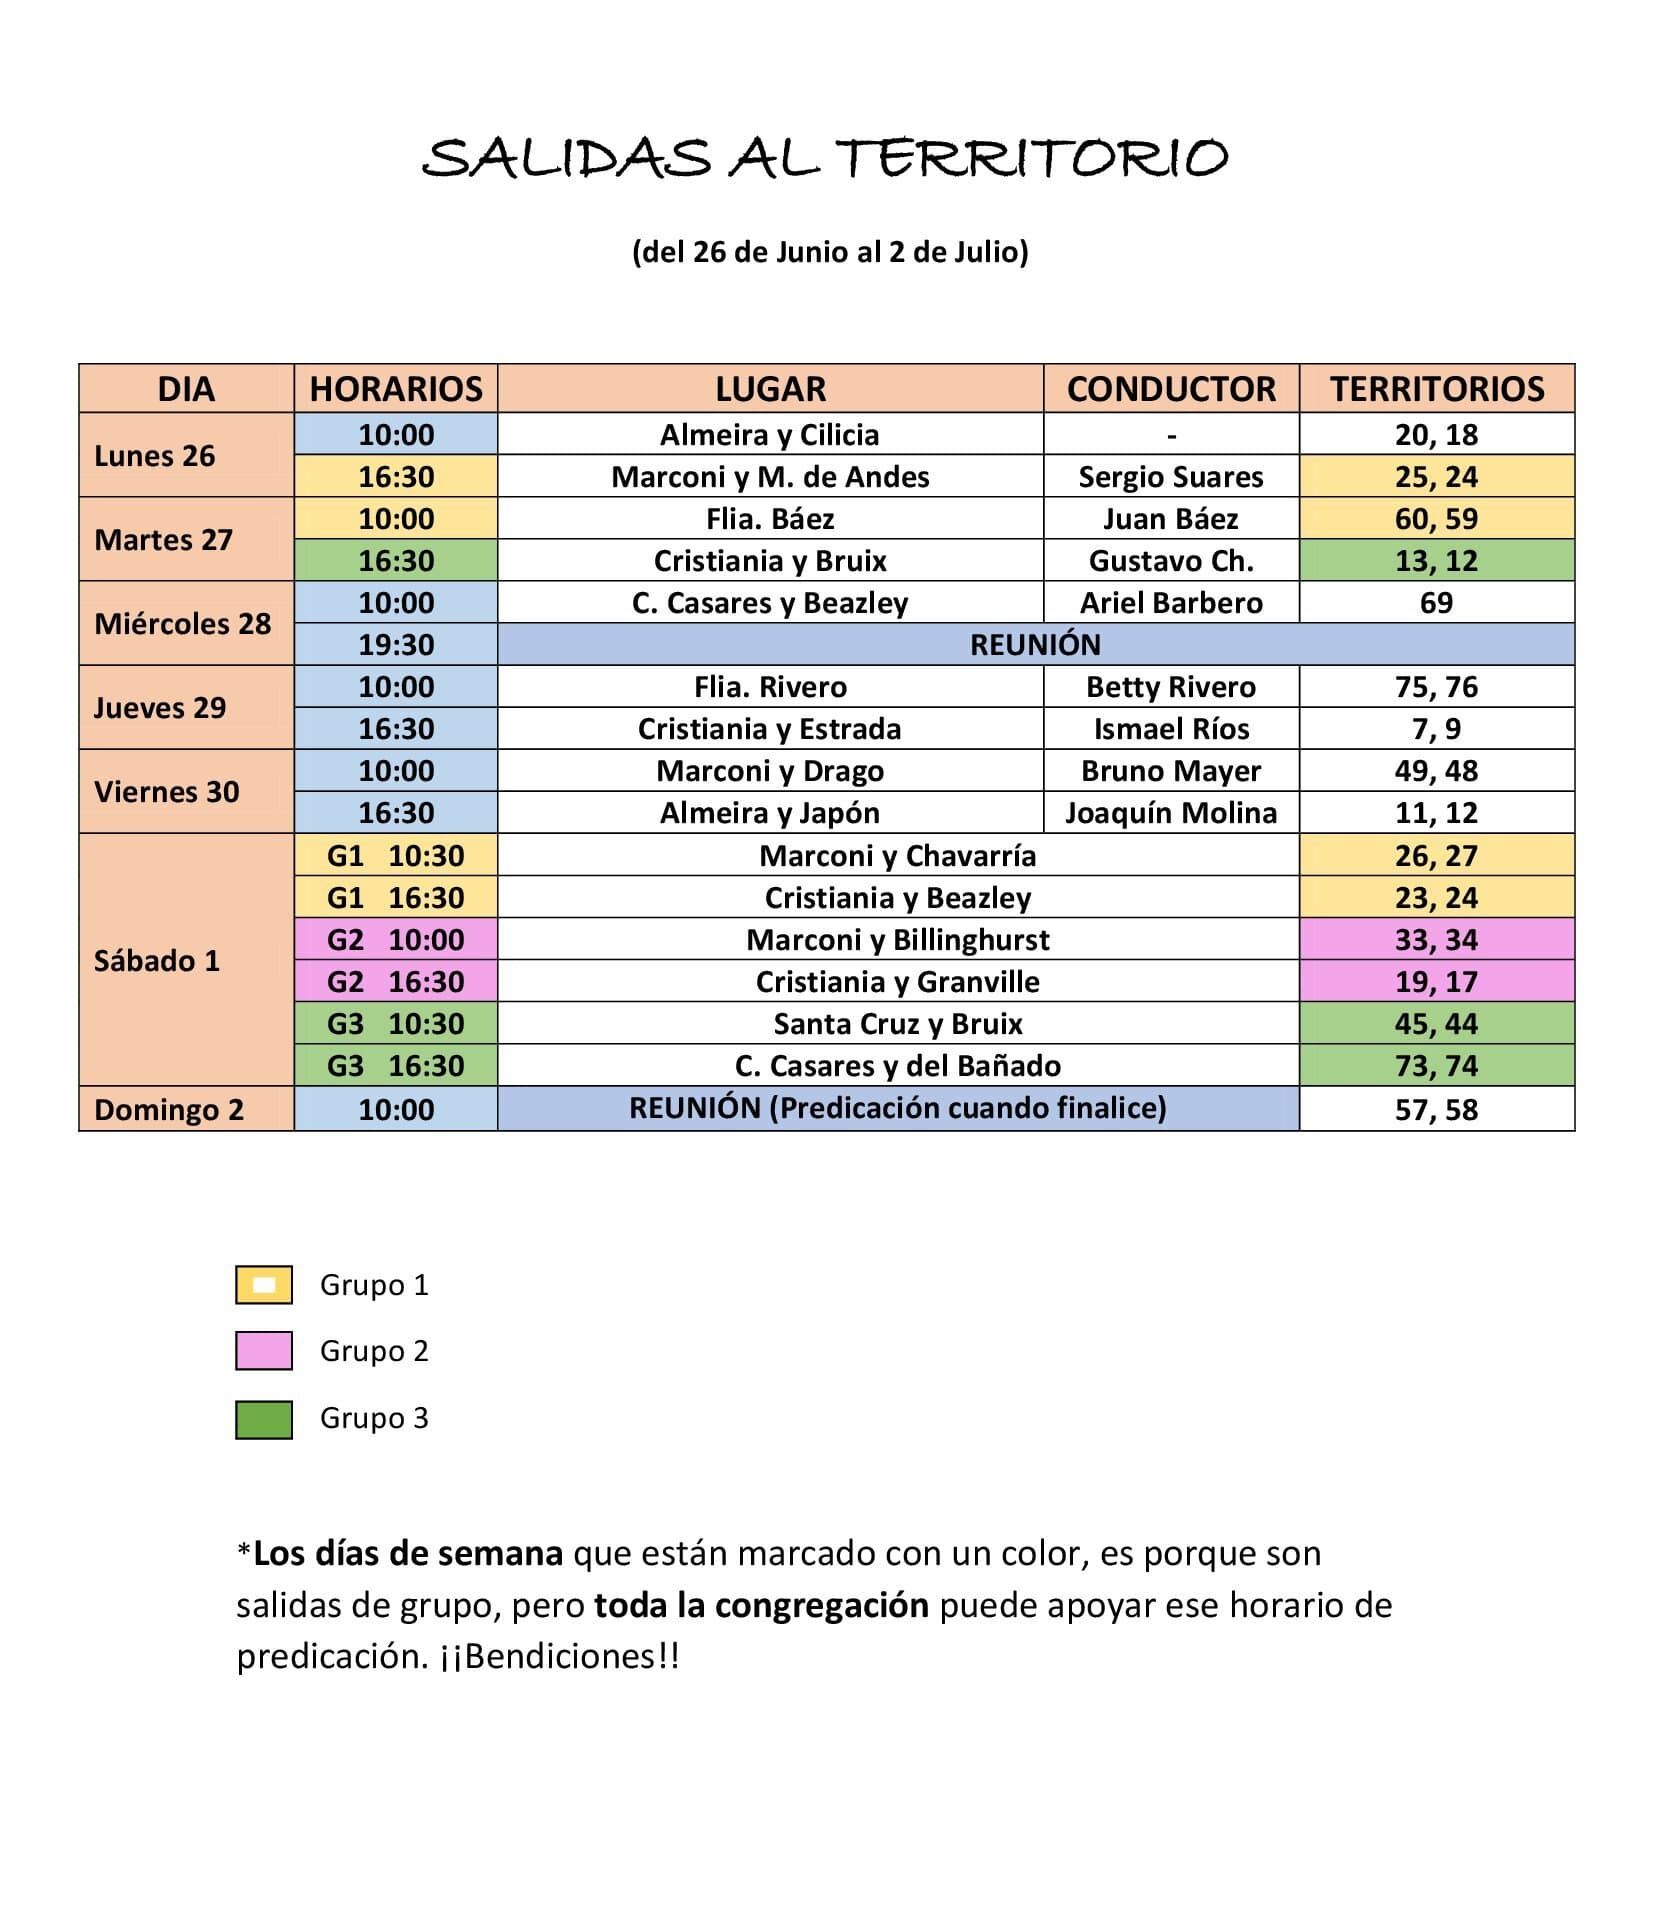 SALIDAS AL TERRITORIO
(del 26 de Junio al 2 de Julio)
DIA HORARIOS LUGAR CONDUCTOR TERRITORIOS
Lunes 26
10:00 Almeira y Cilicia - 20, 18
16:30 Marconi y M. de Andes Sergio Suares 25, 24
Martes 27
10:00 Flia. Báez Juan Báez 60, 59
16:30 Cristiania y Bruix Gustavo Ch. 13, 12
Miércoles 28
10:00 C. Casares y Beazley Ariel Barbero 69
19:30 REUNIÓN
Jueves 29
10:00 Flia. Rivero Betty Rivero 75, 76
16:30 Cristiania y Estrada Ismael Ríos 7, 9
Viernes 30
10:00 Marconi y Drago Bruno Mayer 49, 48
16:30 Almeira y Japón Joaquín Molina 11, 12
Sábado 1
G1 10:30 Marconi y Chavarría 26, 27
G1 16:30 Cristiania y Beazley 23, 24
G2 10:00 Marconi y Billinghurst 33, 34
G2 16:30 Cristiania y Granville 19, 17
G3 10:30 Santa Cruz y Bruix 45, 44
G3 16:30 C. Casares y del Bañado 73, 74
Domingo 2 10:00 REUNIÓN (Predicación cuando finalice) 57, 58
Grupo 1
Grupo 2
Grupo 3
*Los días de semana que están marcado con un color, es porque son
salidas de grupo, pero toda la congregación puede apoyar ese horario de
predicación. ¡¡Bendiciones!!